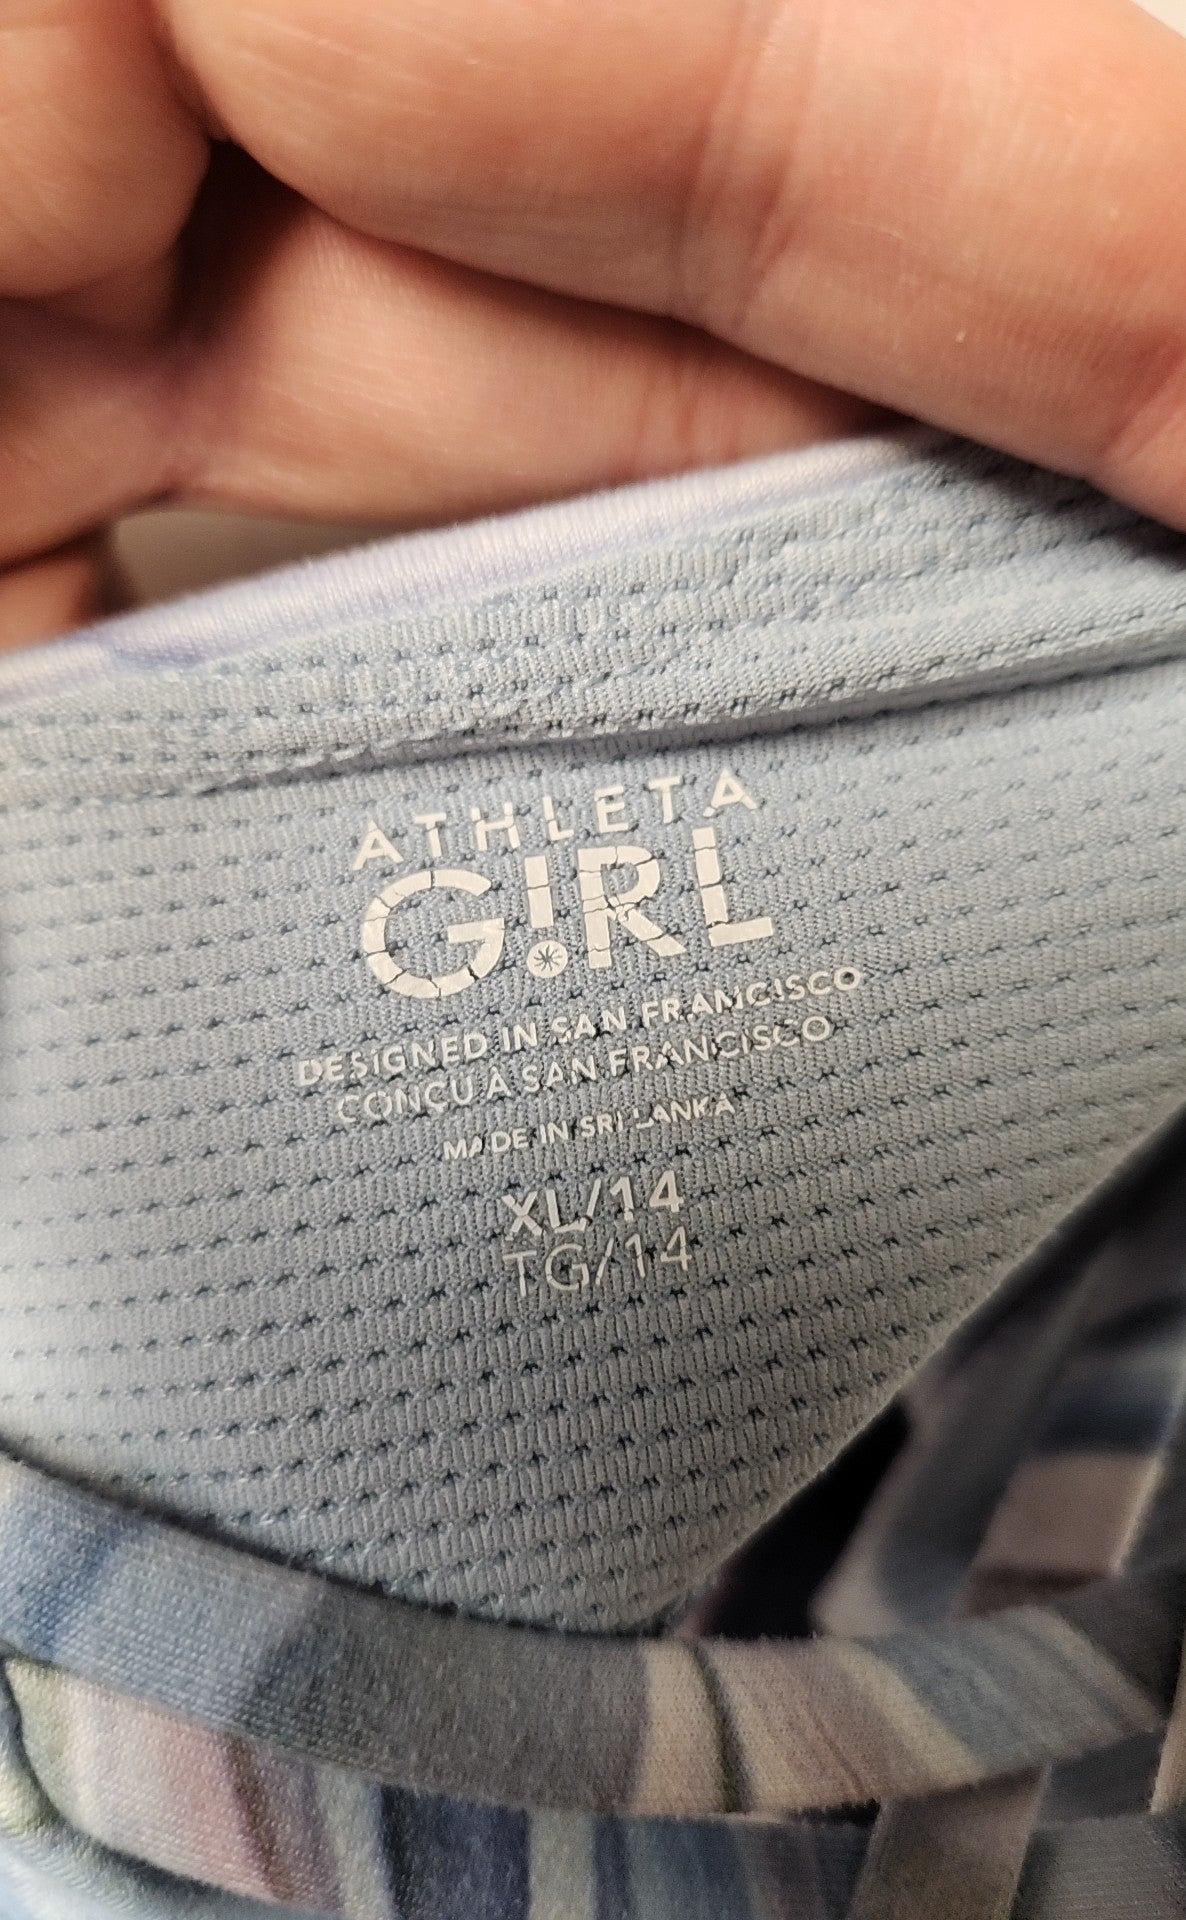 ATHLETA
G!RL
DESIGNED IN SAN FRANCISCO
CONÇU À SAN FRANCISCO
MADE IN SRI LANKA
XL/14
TG/14